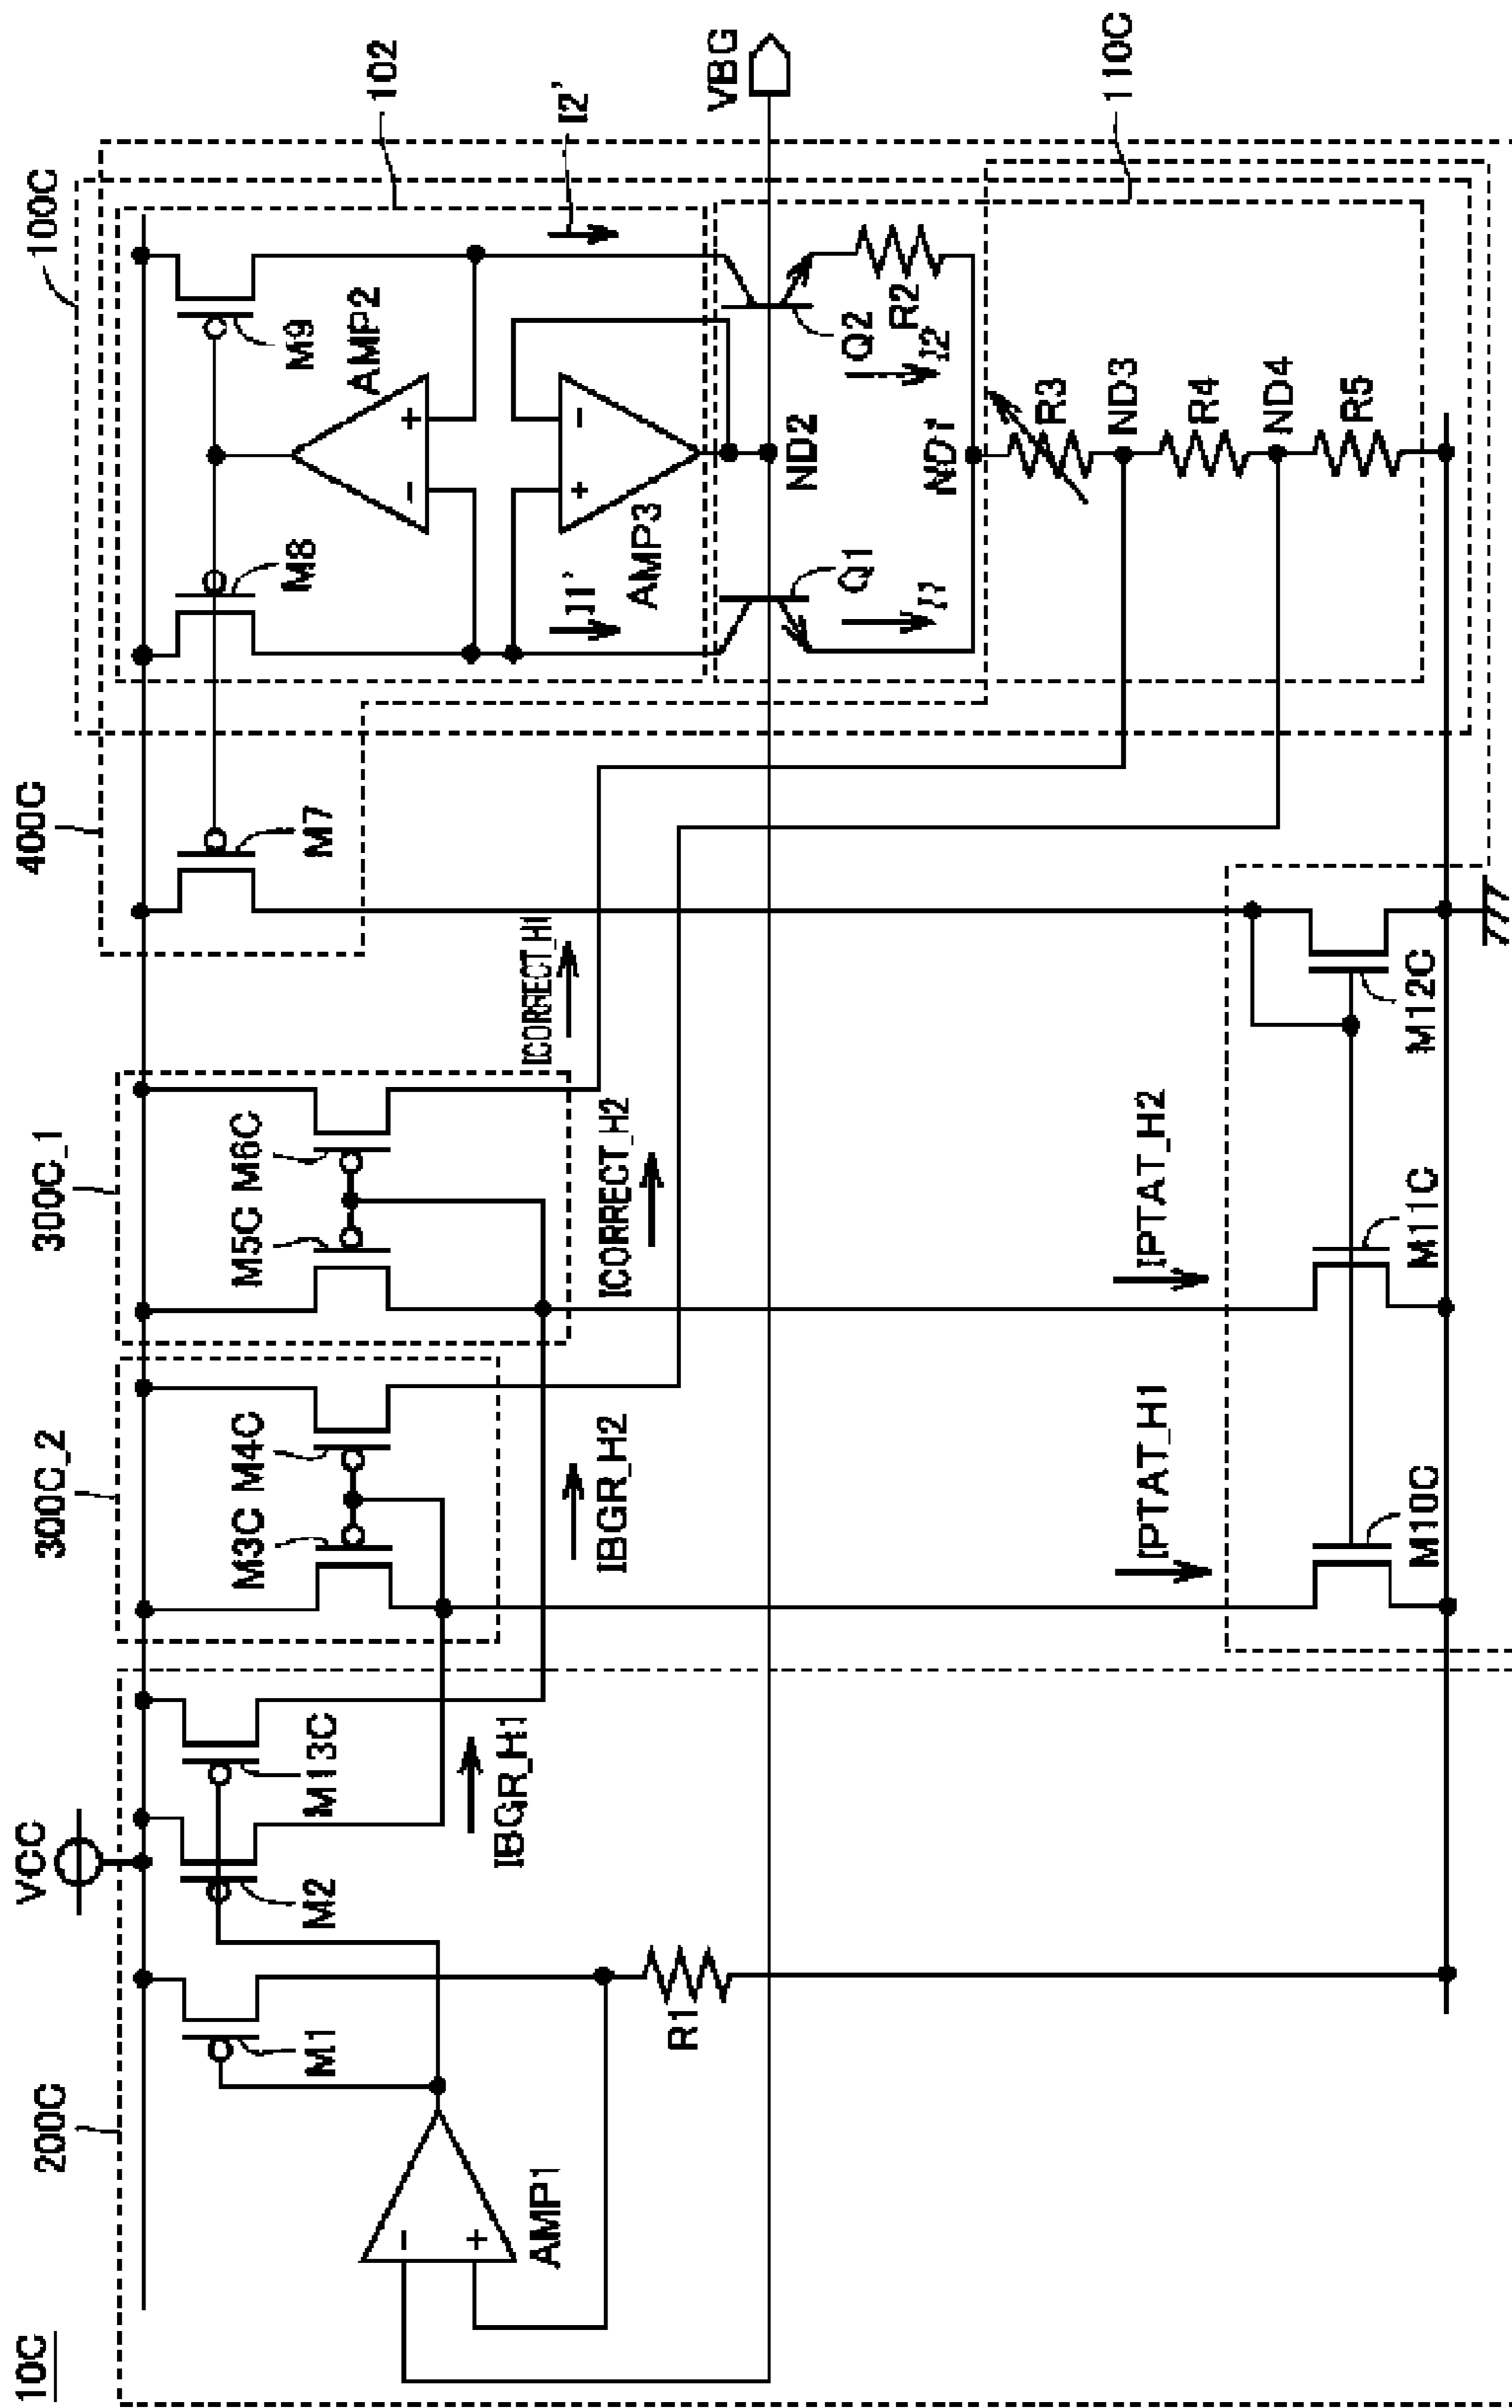 10C
200C
VCC
300C_2
300C_1
400C
100C
102
M1
M2
M13C
M3C M4C
M5C M6C
M7
M8
M9
AMP2
AMP1
AMP3
R1
IBGR_H1
IBGR_H2
ICORRECT_H2
ICORRECT_H1
I1'
I2'
VBG
ND2
Q1
Q2
I1
I2
R2
ND1
R3
ND3
R4
ND4
R5
110C
IPTAT_H1
IPTAT_H2
M10C
M11C
M12C
-
+
-
+
+
-